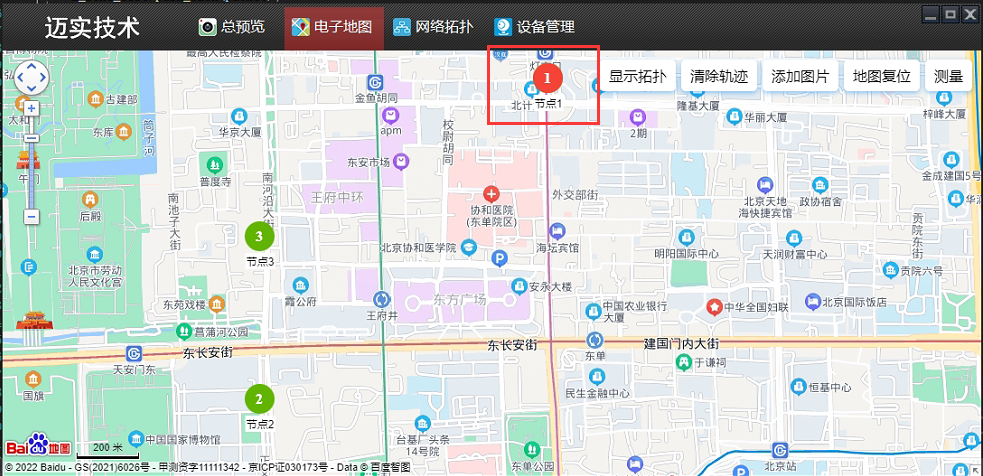 迈实技术
总预览
电子地图
网络拓扑
设备管理
显示拓扑
清除轨迹
添加图片
地图复位
测量
1
节点1
北计
金鱼胡同
古建部
东库
筒子河
华京大厦
apm
校尉胡同
2期
隆基大厦
华丽大厦
梓峰大厦
东安市场
普度寺
王府中环
协和医院
(东单院区)
外交部街
金成建国5号
北京天地
海快捷宾馆
政协宿舍
后殿
南池子大街
南河沿大街
3
节点3
北京协和医学院
海坛宾馆
明阳国际中心
天润财富中心
贡院东街
贡院六号
北京市劳动
人民文化宫
P
安永大厦
霞公府
东苑戏楼
王府井
东方广场
中国农业银行
大厦
中华全国妇联
北京国际饭店
菖蒲河公园
东长安街
东长安街
东单
建国门内大街
天安门东
于谦祠
国旗
2
节点2
民生金融中心
恒基中心
中国国家博物馆
台基厂头条
14号院
东单公园
北京站
P
Bai du 地图
200 米
© 2022 Baidu - GS(2021)6026号 - 甲测资字11111342 - 京ICP证030173号 - Data © 百度智图